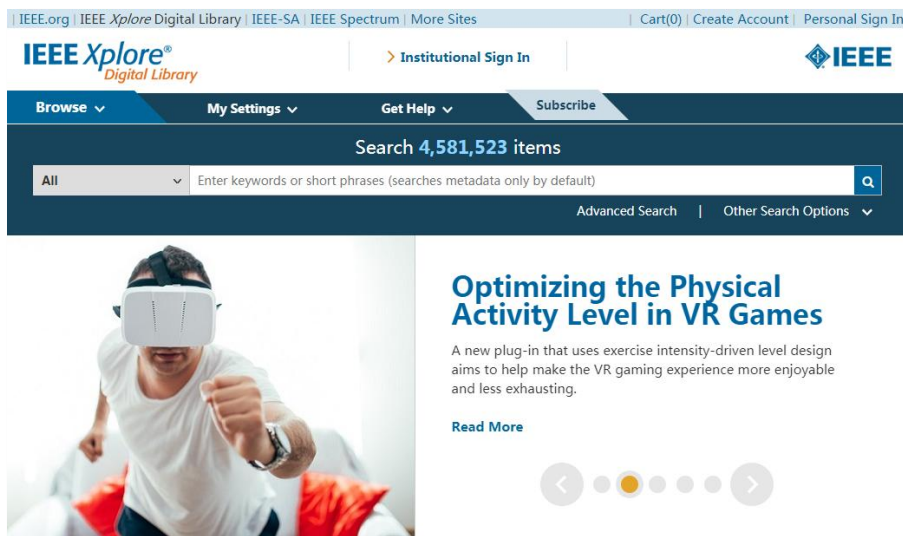 | IEEE.org | IEEE Xplore Digital Library | IEEE-SA | IEEE Spectrum | More Sites | Cart(0) | Create Account | Personal Sign In
IEEE Xplore®
Digital Library
> Institutional Sign In
IEEE
Browse My Settings Get Help Subscribe
Search 4,581,523 items
All Enter keywords or short phrases (searches metadata only by default)
Advanced Search | Other Search Options
Optimizing the Physical
Activity Level in VR Games
A new plug-in that uses exercise intensity-driven level design
aims to help make the VR gaming experience more enjoyable
and less exhausting.
Read More